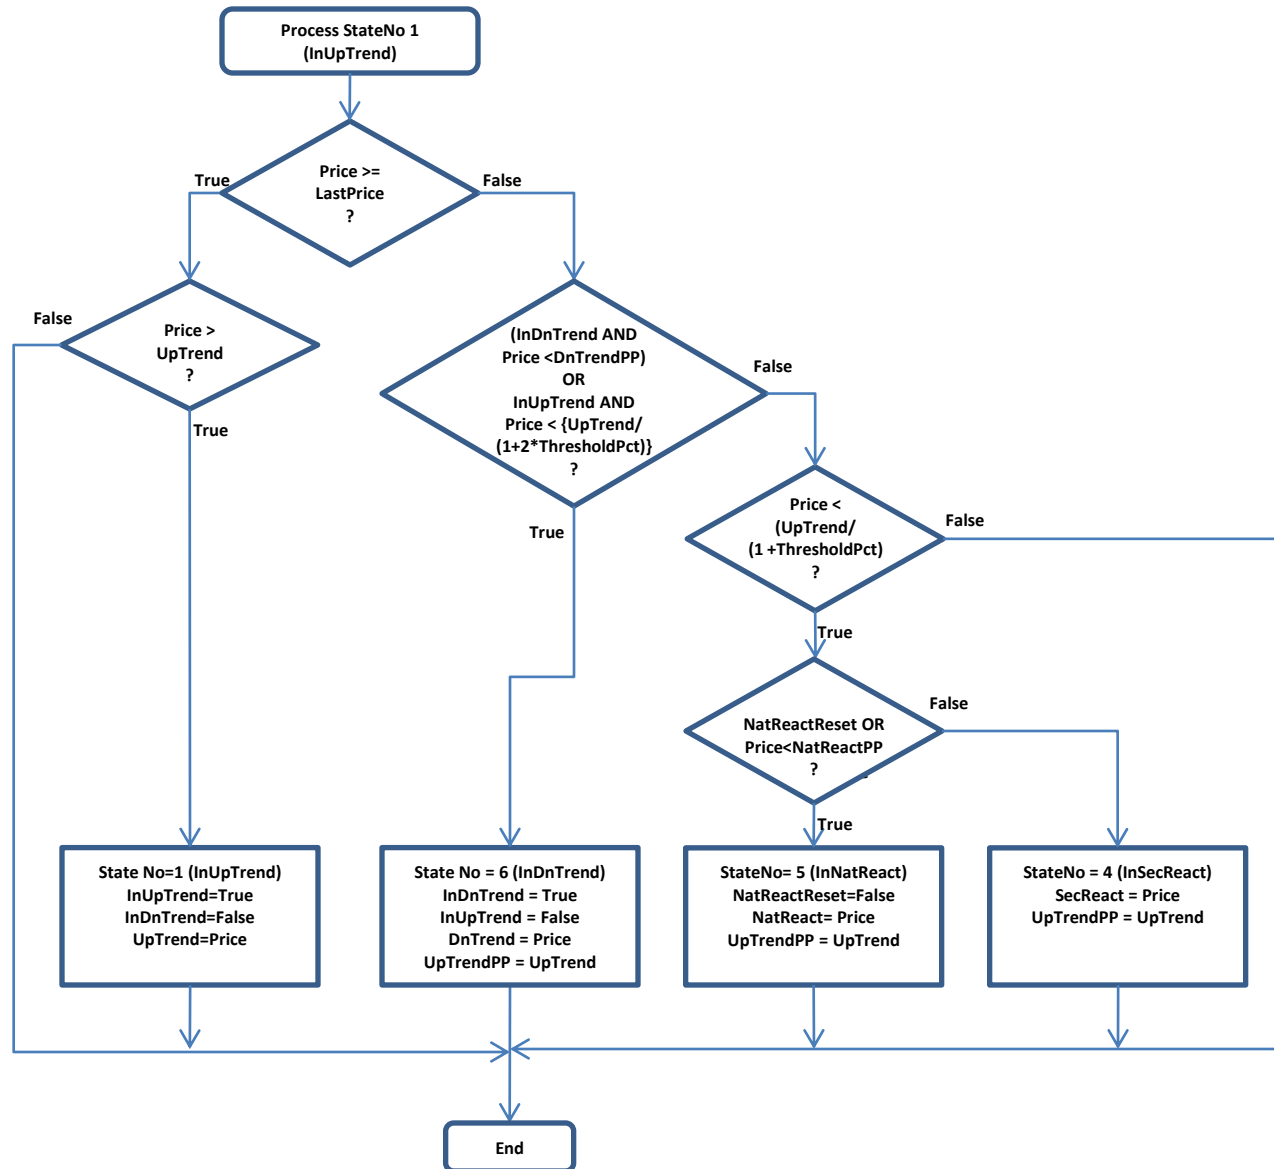 Process StateNo 1
(InUpTrend)
Price >=
LastPrice
?
True
False
Price >
UpTrend
?
False
True
(InDnTrend AND
Price <DnTrendPP)
OR
InUpTrend AND
Price < {UpTrend/
(1+2*ThresholdPct)}
?
False
True
Price <
(UpTrend/
(1 +ThresholdPct)
?
False
True
NatReactReset OR
Price<NatReactPP
?
False
True
State No=1 (InUpTrend)
InUpTrend=True
InDnTrend=False
UpTrend=Price
State No = 6 (InDnTrend)
InDnTrend = True
InUpTrend = False
DnTrend = Price
UpTrendPP = UpTrend
StateNo= 5 (InNatReact)
NatReactReset=False
NatReact= Price
UpTrendPP = UpTrend
StateNo = 4 (InSecReact)
SecReact = Price
UpTrendPP = UpTrend
End